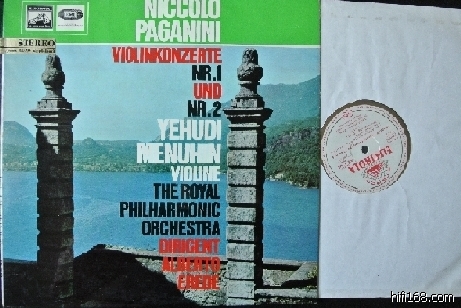 NICCOLO
PAGANINI
STEREO
VIOLINKONZERTE
NR.1
UND
NR.2
YEHUDI
MENUHIN
VIOLINE
THE ROYAL
PHILHARMONIC
ORCHESTRA
DIRIGENT
ALBERTO
EREDE
ELECTROLA
hifi168.com